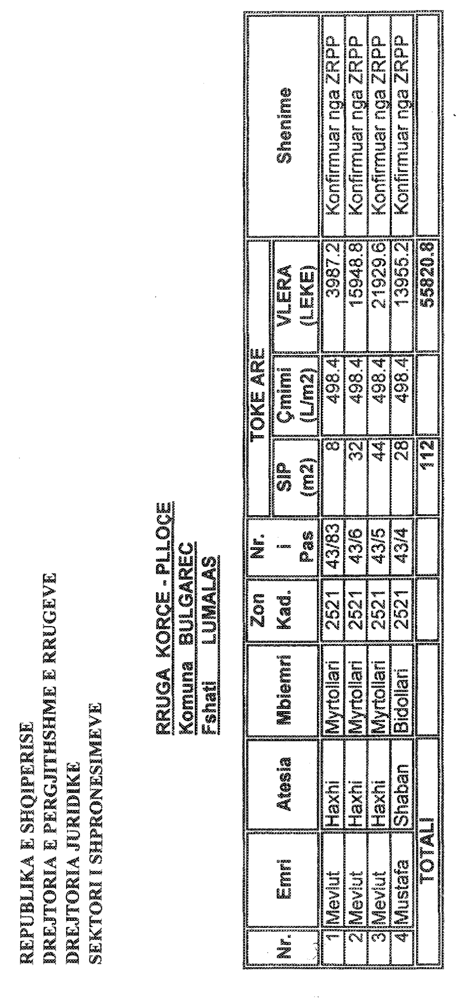 REPUBLIKA E SHQIPERISE
DREJTORIA E PERGJITHSHME E RRUGEVE
DREJTORIA JURIDIKE
SEKTORI I SHPRONESIMEVE
RRUGA KORÇE - PLLOÇE
Komuna BULGAREC
Fshati LUMALAS
Nr. Emri Atesia Mbiemri Zon Kad. Nr. i Pas TOKE ARE Shenime
SIP (m2) Çmimi (L/m2) VLERA (LEKE)
1 Mevlut Haxhi Myrtollari 2521 43/83 8 498.4 3987.2 Konfirmuar nga ZRPP
2 Mevlut Haxhi Myrtollari 2521 43/6 32 498.4 15948.8 Konfirmuar nga ZRPP
3 Mevlut Haxhi Myrtollari 2521 43/5 44 498.4 21929.6 Konfirmuar nga ZRPP
4 Mustafa Shaban Bidollari 2521 43/4 28 498.4 13955.2 Konfirmuar nga ZRPP
TOTALI 112 55820.8